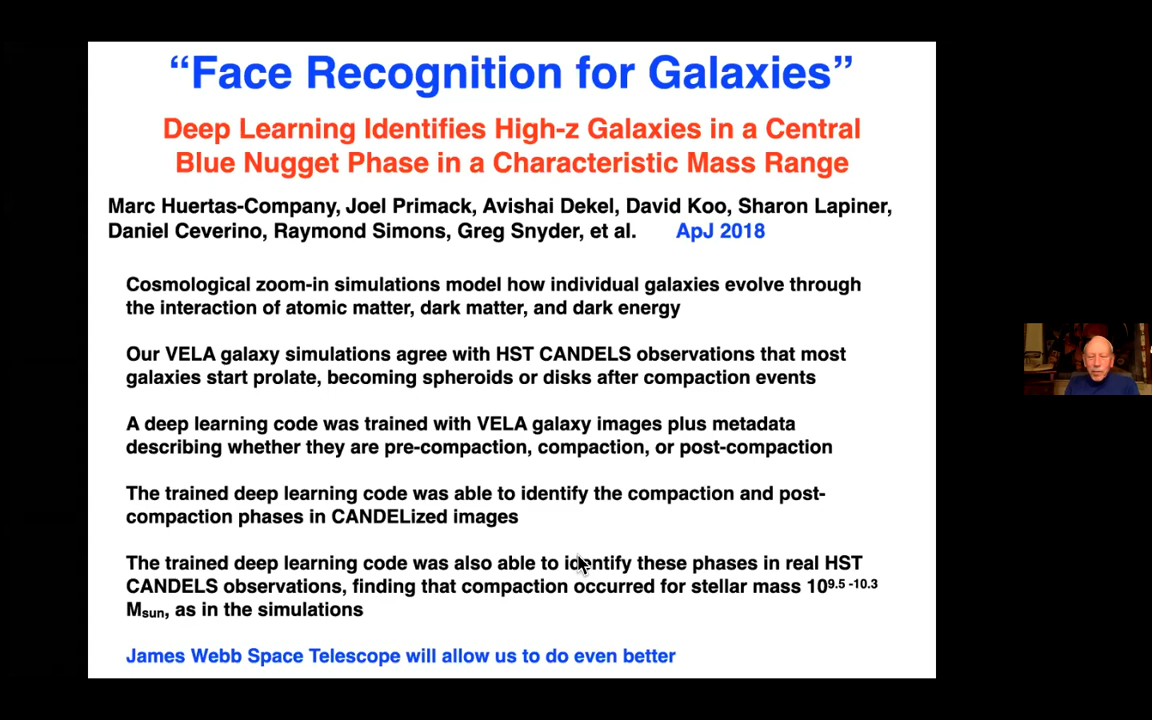 “Face Recognition for Galaxies”
Deep Learning Identifies High-z Galaxies in a Central
Blue Nugget Phase in a Characteristic Mass Range
Marc Huertas-Company, Joel Primack, Avishai Dekel, David Koo, Sharon Lapiner,
Daniel Ceverino, Raymond Simons, Greg Snyder, et al. ApJ 2018
Cosmological zoom-in simulations model how individual galaxies evolve through
the interaction of atomic matter, dark matter, and dark energy
Our VELA galaxy simulations agree with HST CANDELS observations that most
galaxies start prolate, becoming spheroids or disks after compaction events
A deep learning code was trained with VELA galaxy images plus metadata
describing whether they are pre-compaction, compaction, or post-compaction
The trained deep learning code was able to identify the compaction and post-
compaction phases in CANDELized images
The trained deep learning code was also able to identify these phases in real HST
CANDELS observations, finding that compaction occurred for stellar mass 10^9.5 -10.3
Msun, as in the simulations
James Webb Space Telescope will allow us to do even better